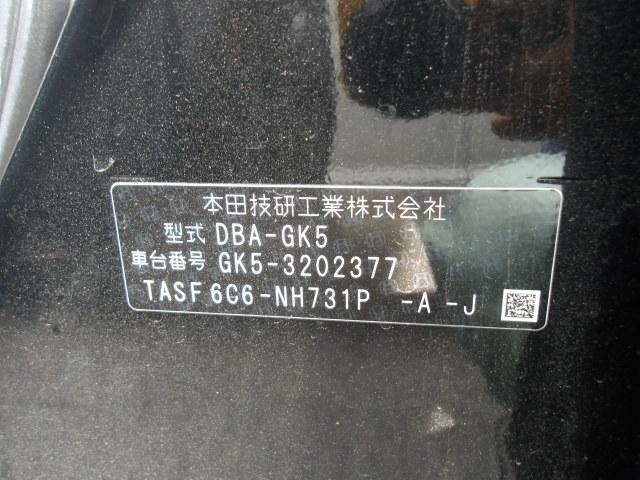 本田技研工業株式会社
型式 DBA-GK5
車台番号 GK5-3202377
TASF 6C6-NH731P -A -J